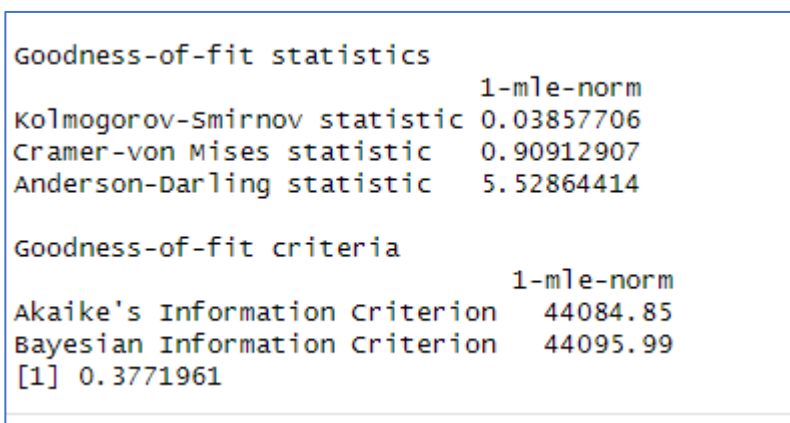 Goodness-of-fit statistics
1-mle-norm
Kolmogorov-Smirnov statistic 0.03857706
Cramer-von Mises statistic 0.90912907
Anderson-Darling statistic 5.52864414
Goodness-of-fit criteria
1-mle-norm
Akaike's Information Criterion 44084.85
Bayesian Information Criterion 44095.99
[1] 0.3771961